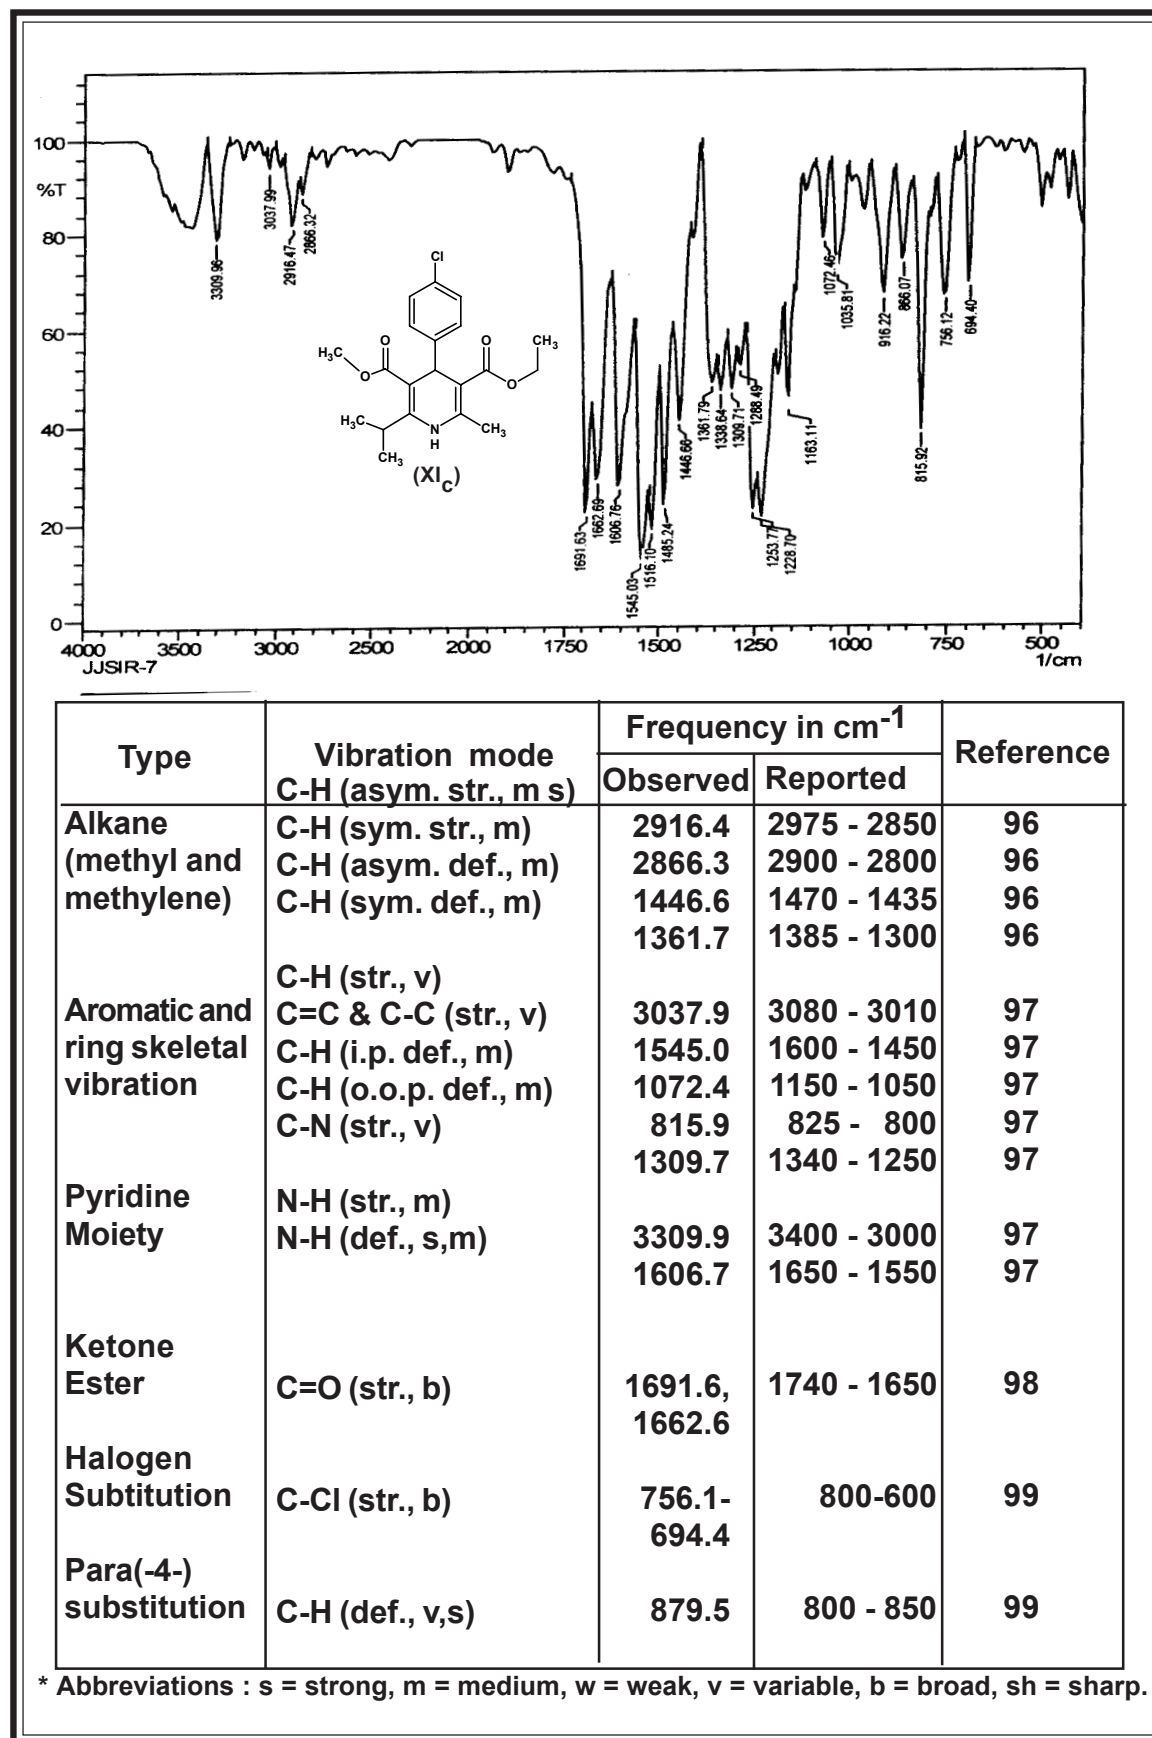 100
%T
80
60
40
20
0
4000
3500
3000
2500
2000
1750
1500
1250
1000
750
500
1/cm
JJSIR-7
3309.96
3037.99
2916.47
2866.32
1691.63
1662.69
1606.76
1545.03
1516.10
1485.24
1446.66
1361.79
1338.64
1309.71
1288.49
1253.77
1228.70
1163.11
1072.46
1035.81
916.22
866.07
815.92
756.12
694.40
Cl
O
O
H₃C
O
O
CH₃
H₃C
N
H
CH₃
CH₃
(XI_C)
Type
Vibration mode
Frequency in cm⁻¹
Reference
Observed
Reported
C-H (asym. str., m s)
Alkane C-H (sym. str., m) 2916.4 2975 - 2850 96
(methyl and C-H (asym. def., m) 2866.3 2900 - 2800 96
methylene) C-H (sym. def., m) 1446.6 1470 - 1435 96
1361.7 1385 - 1300 96
C-H (str., v)
Aromatic and C=C & C-C (str., v) 3037.9 3080 - 3010 97
ring skeletal C-H (i.p. def., m) 1545.0 1600 - 1450 97
vibration C-H (o.o.p. def., m) 1072.4 1150 - 1050 97
C-N (str., v) 815.9 825 - 800 97
1309.7 1340 - 1250 97
Pyridine N-H (str., m)
Moiety N-H (def., s,m) 3309.9 3400 - 3000 97
1606.7 1650 - 1550 97
Ketone
Ester C=O (str., b) 1691.6, 1740 - 1650 98
1662.6
Halogen
Subtitution C-Cl (str., b) 756.1- 800-600 99
694.4
Para(-4-)
substitution C-H (def., v,s) 879.5 800 - 850 99
* Abbreviations : s = strong, m = medium, w = weak, v = variable, b = broad, sh = sharp.